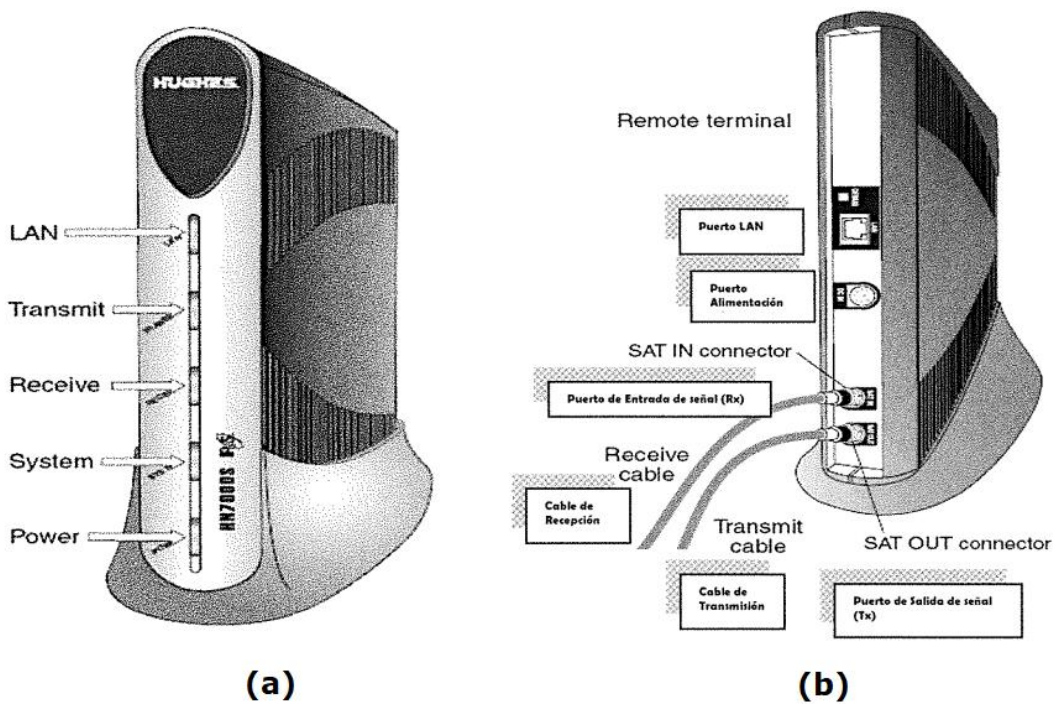 HUGHES
LAN
Transmit
Receive
System
Power
HN7000S
(a)
Remote terminal
Puerto LAN
Puerto
Alimentación
SAT IN connector
Puerto de Entrada de señal (Rx)
Receive
cable
Cable de
Recepción
Transmit
cable
SAT OUT connector
Cable de
Transmisión
Puerto de Salida de señal
(Tx)
(b)